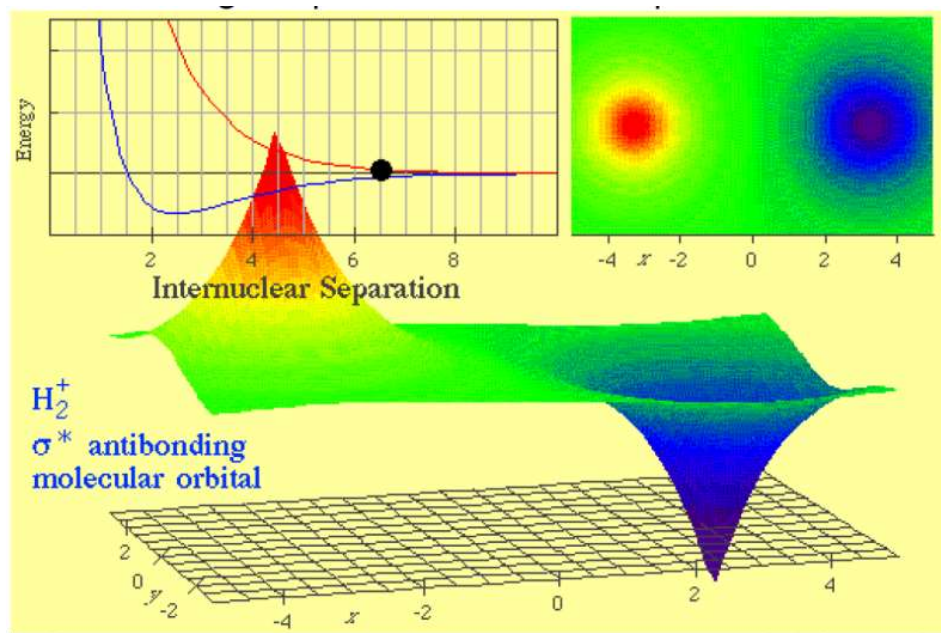 Energy
2 4 6 8
Internuclear Separation
-4 x -2 0 2 4
H₂⁺
σ* antibonding
molecular orbital
2
0
y -2
-4 x -2 0 2 4